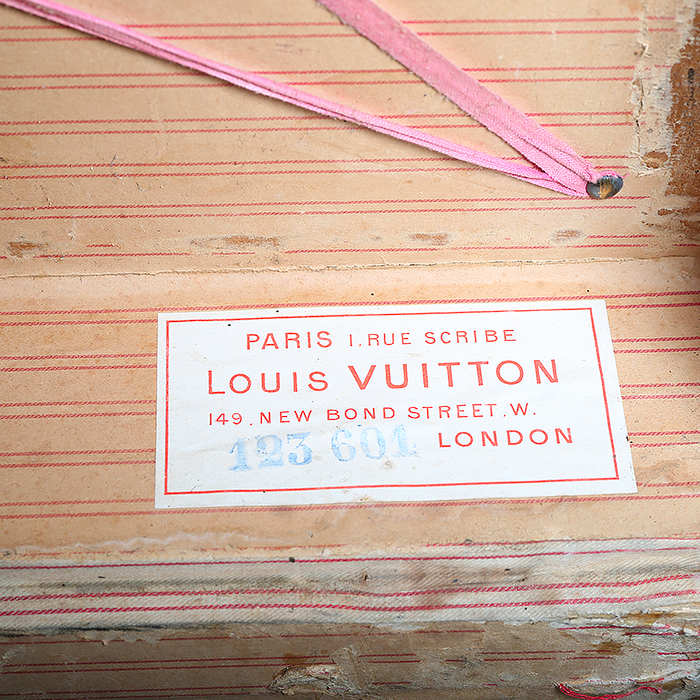 PARIS 1. RUE SCRIBE
LOUIS VUITTON
149, NEW BOND STREET. W.
123 601 LONDON